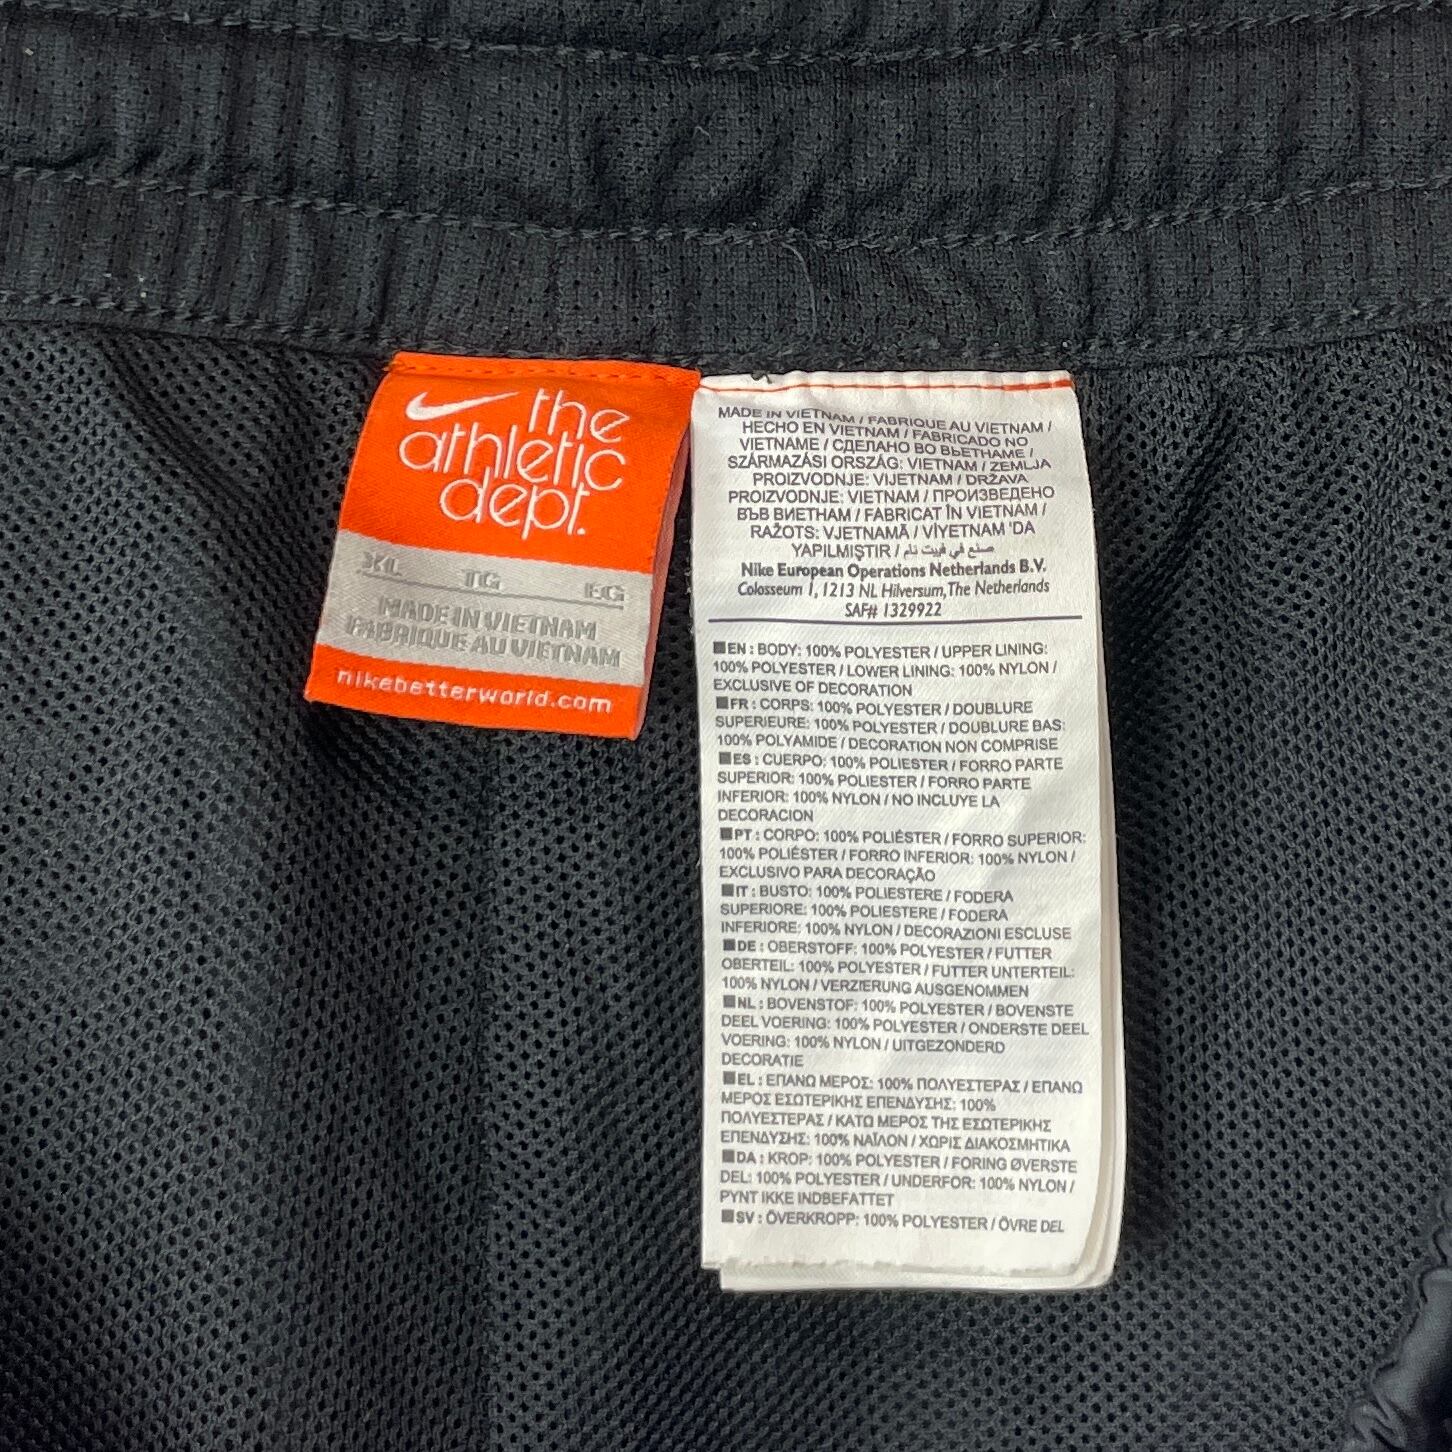 the
athletic
dept.
XL TG EG
MADE IN VIETNAM
FABRIQUE AU VIETNAM
nikebetterworld.com
MADE IN VIETNAM / FABRIQUE AU VIETNAM /
HECHO EN VIETNAM / FABRICADO NO
VIETNAME / СДЕЛАНО ВО ВЬЕТНАМЕ /
SZÁRMAZÁSI ORSZÁG: VIETNAM / ZEMLJA
PROIZVODNJE: VIJETNAM / DRŽAVA
PROIZVODNJE: VIETNAM / ПРОИЗВЕДЕНО
ВЪВ ВИЕТНАМ / FABRICAT ÎN VIETNAM /
RAŽOTS: VJETNAMĀ / VİYETNAM 'DA
YAPILMIŞTIR / صنع في فييت نام
Nike European Operations Netherlands B.V.
Colosseum 1, 1213 NL Hilversum, The Netherlands
SAF# 1329922
■EN : BODY: 100% POLYESTER / UPPER LINING:
100% POLYESTER / LOWER LINING: 100% NYLON /
EXCLUSIVE OF DECORATION
■FR : CORPS: 100% POLYESTER / DOUBLURE
SUPERIEURE: 100% POLYESTER / DOUBLURE BAS:
100% POLYAMIDE / DECORATION NON COMPRISE
■ES : CUERPO: 100% POLIESTER / FORRO PARTE
SUPERIOR: 100% POLIESTER / FORRO PARTE
INFERIOR: 100% NYLON / NO INCLUYE LA
DECORACION
■PT : CORPO: 100% POLIÉSTER / FORRO SUPERIOR:
100% POLIÉSTER / FORRO INFERIOR: 100% NYLON /
EXCLUSIVO PARA DECORAÇÃO
■IT : BUSTO: 100% POLIESTERE / FODERA
SUPERIORE: 100% POLIESTERE / FODERA
INFERIORE: 100% NYLON / DECORAZIONI ESCLUSE
■DE : OBERSTOFF: 100% POLYESTER / FUTTER
OBERTEIL: 100% POLYESTER / FUTTER UNTERTEIL:
100% NYLON / VERZIERUNG AUSGENOMMEN
■NL : BOVENSTOF: 100% POLYESTER / BOVENSTE
DEEL VOERING: 100% POLYESTER / ONDERSTE DEEL
VOERING: 100% NYLON / UITGEZONDERD
DECORATIE
■EL : ΕΠΑΝΩ ΜΕΡΟΣ: 100% ΠΟΛΥΕΣΤΕΡΑΣ / ΕΠΑΝΩ
ΜΕΡΟΣ ΕΣΩΤΕΡΙΚΗΣ ΕΠΕΝΔΥΣΗΣ: 100%
ΠΟΛΥΕΣΤΕΡΑΣ / ΚΑΤΩ ΜΕΡΟΣ ΤΗΣ ΕΣΩΤΕΡΙΚΗΣ
ΕΠΕΝΔΥΣΗΣ: 100% ΝΑΪΛΟΝ / ΧΩΡΙΣ ΔΙΑΚΟΣΜΗΤΙΚΑ
■DA : KROP: 100% POLYESTER / FORING ØVERSTE
DEL: 100% POLYESTER / UNDERFOR: 100% NYLON /
PYNT IKKE INDBEFATTET
■SV : ÖVERKROPP: 100% POLYESTER / ÖVRE DEL